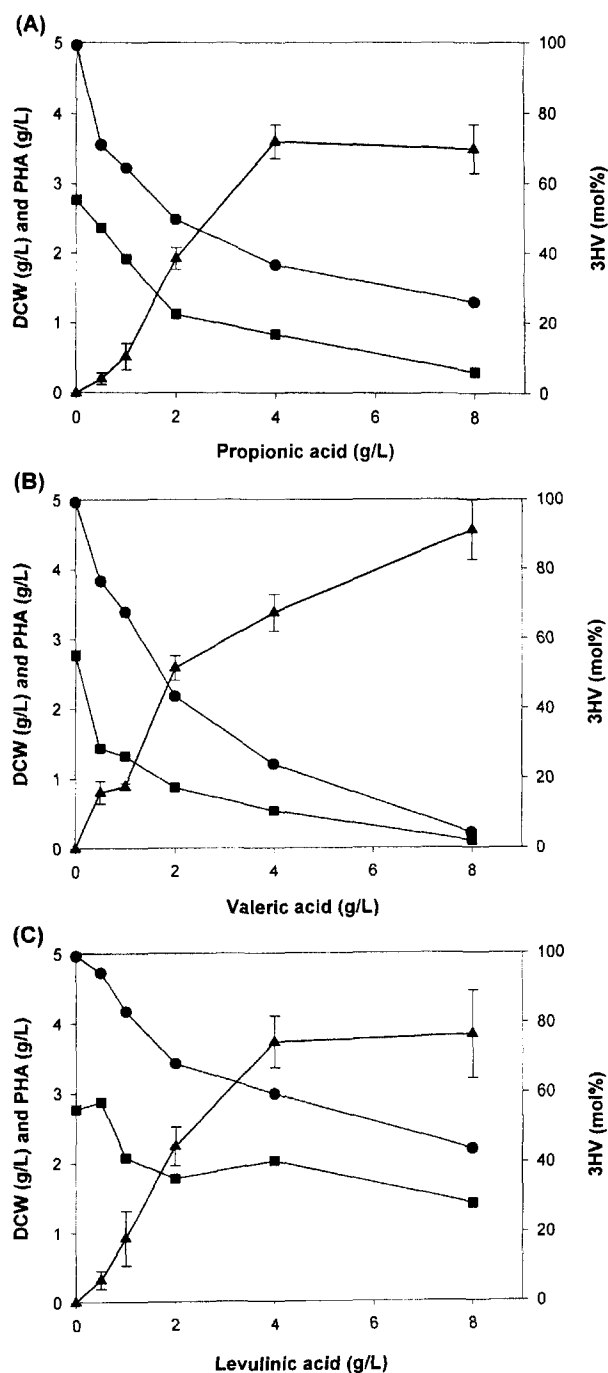 (A)
5
4
3
2
1
0
DCW (g/L) and PHA (g/L)
100
80
60
40
20
0
3HV (mol%)
0 2 4 6 8
Propionic acid (g/L)
(B)
5
4
3
2
1
0
DCW (g/L) and PHA (g/L)
100
80
60
40
20
0
3HV (mol%)
0 2 4 6 8
Valeric acid (g/L)
(C)
5
4
3
2
1
0
DCW (g/L) and PHA (g/L)
100
80
60
40
20
0
3HV (mol%)
0 2 4 6 8
Levulinic acid (g/L)